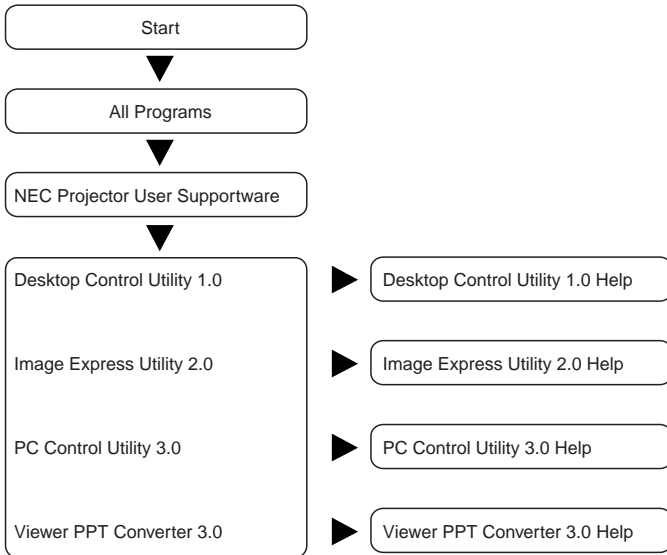 Start
All Programs
NEC Projector User Supportware
Desktop Control Utility 1.0
Desktop Control Utility 1.0 Help
Image Express Utility 2.0
Image Express Utility 2.0 Help
PC Control Utility 3.0
PC Control Utility 3.0 Help
Viewer PPT Converter 3.0
Viewer PPT Converter 3.0 Help